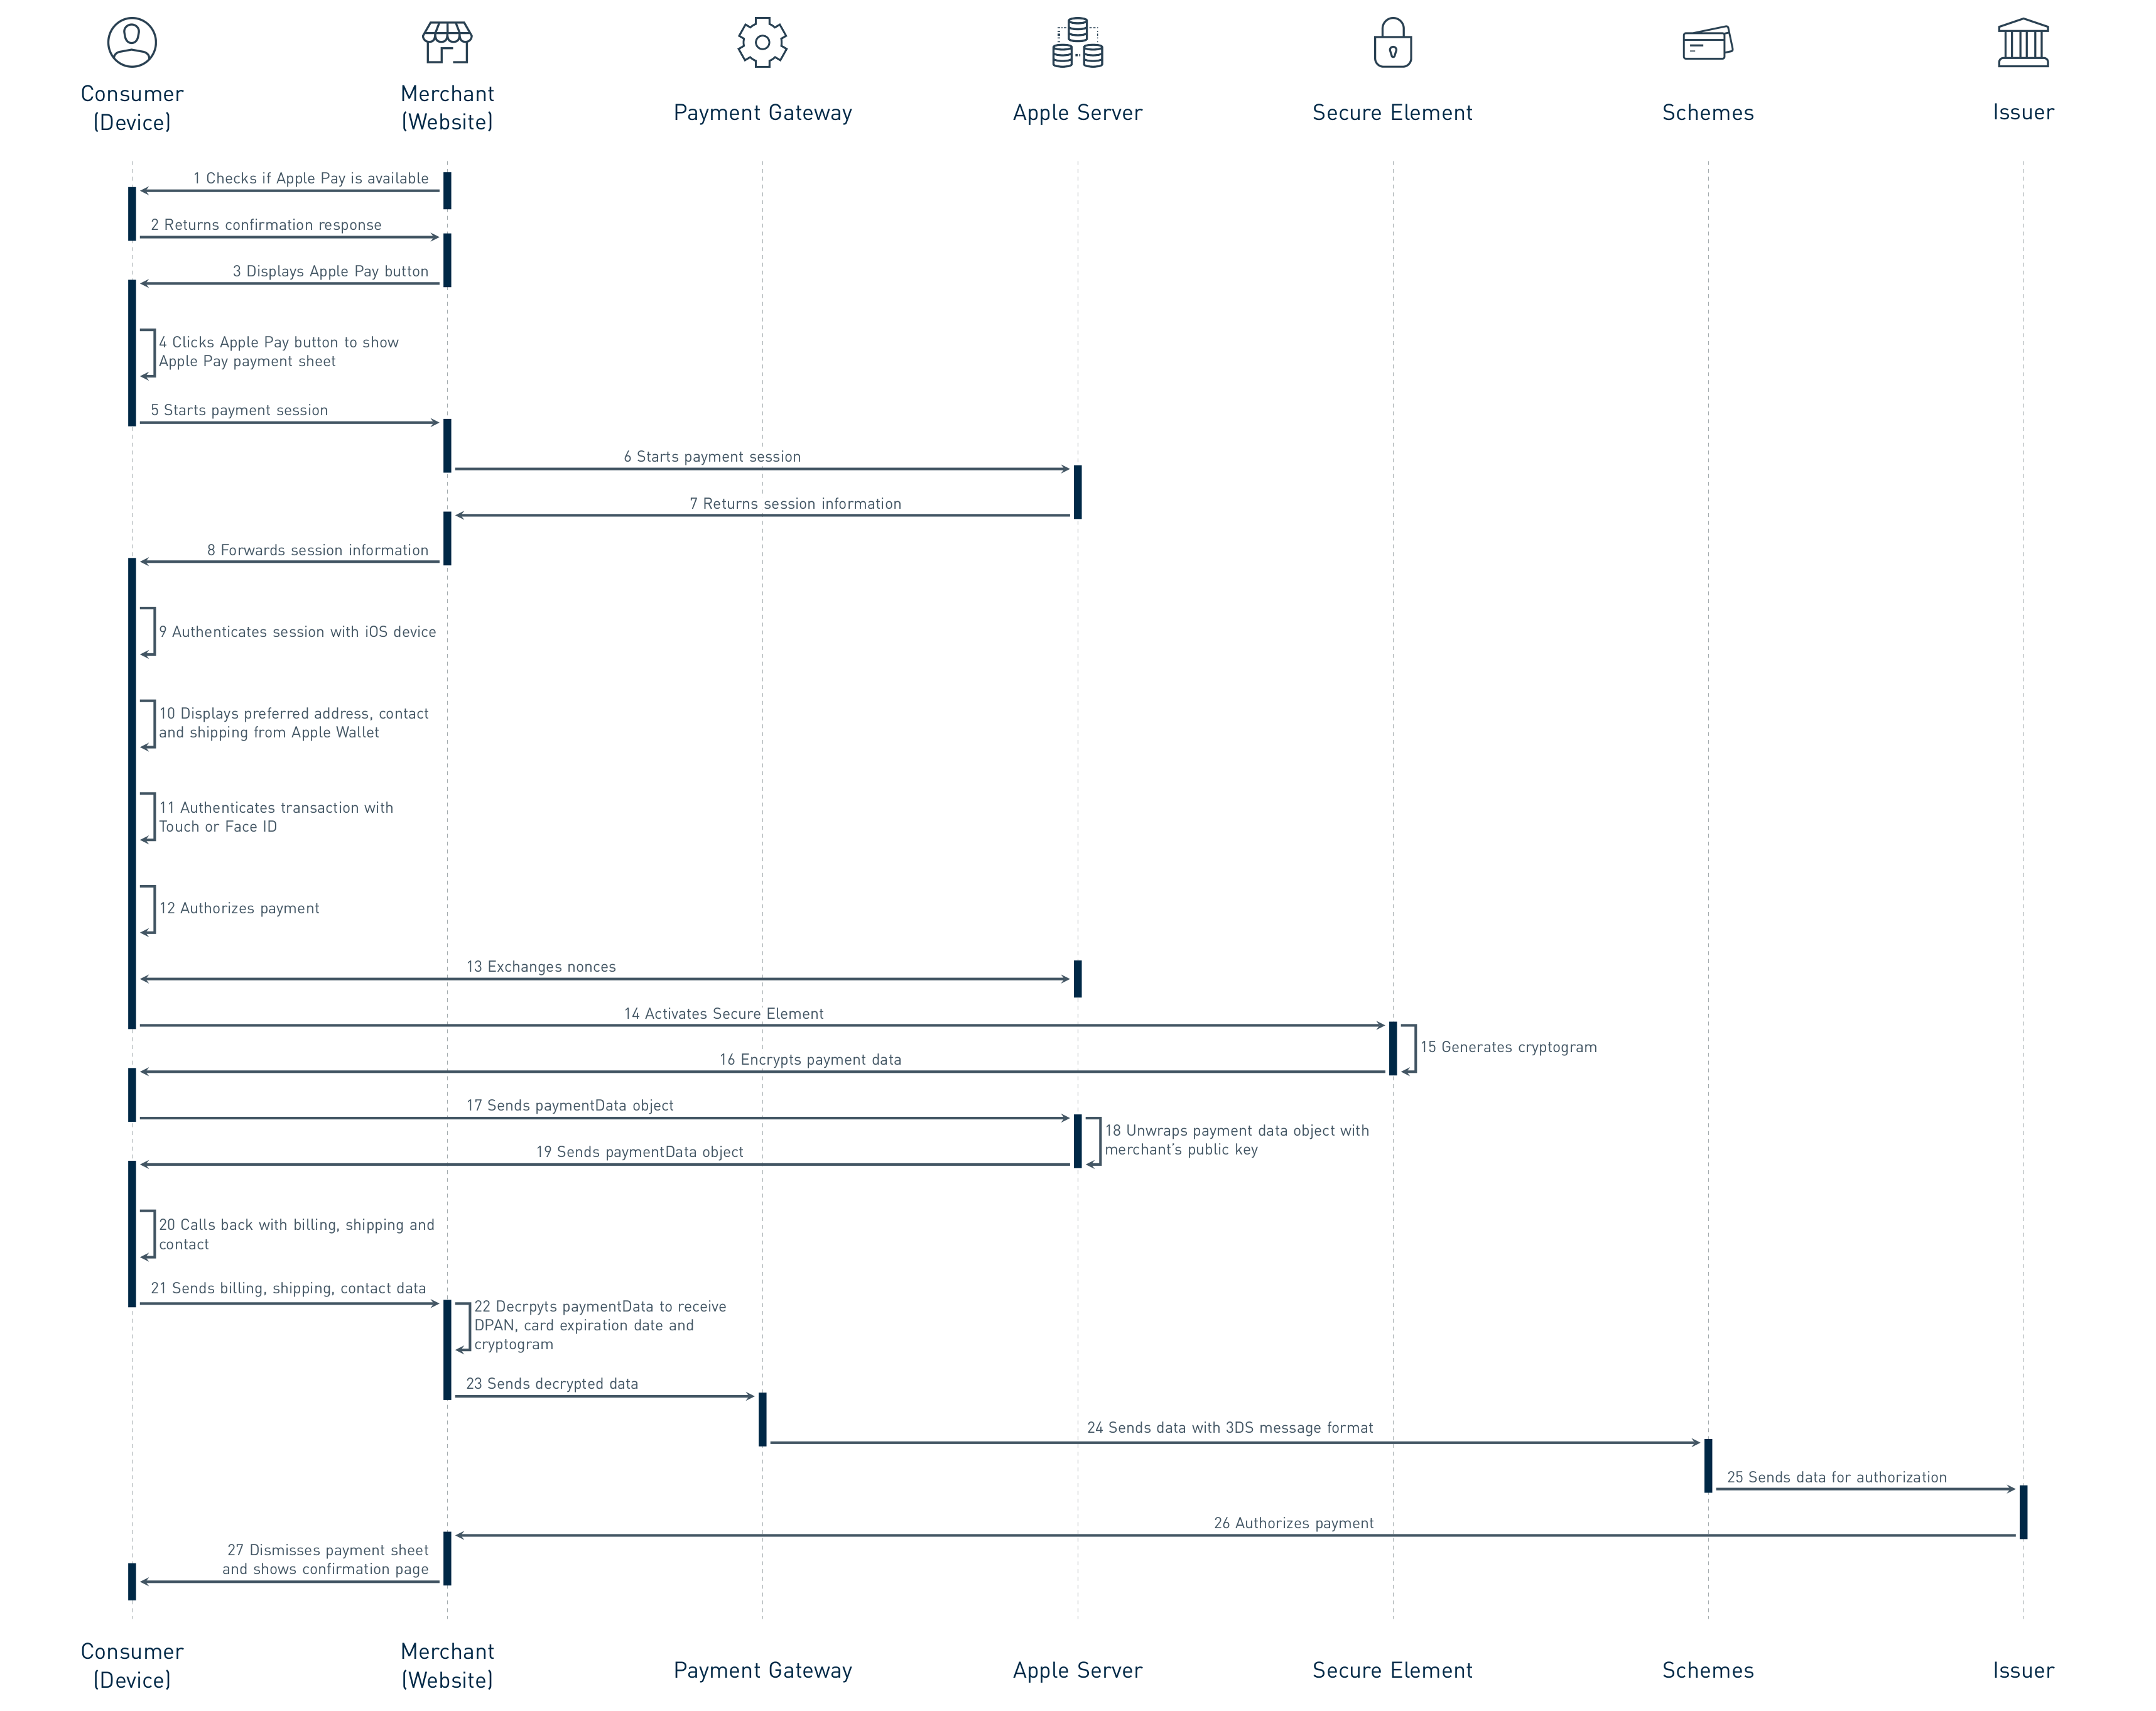 Consumer
(Device)
Merchant
(Website)
Payment Gateway
Apple Server
Secure Element
Schemes
Issuer
1 Checks if Apple Pay is available
2 Returns confirmation response
3 Displays Apple Pay button
4 Clicks Apple Pay button to show
Apple Pay payment sheet
5 Starts payment session
6 Starts payment session
7 Returns session information
8 Forwards session information
9 Authenticates session with iOS device
10 Displays preferred address, contact
and shipping from Apple Wallet
11 Authenticates transaction with
Touch or Face ID
12 Authorizes payment
13 Exchanges nonces
14 Activates Secure Element
15 Generates cryptogram
16 Encrypts payment data
17 Sends paymentData object
18 Unwraps payment data object with
merchant's public key
19 Sends paymentData object
20 Calls back with billing, shipping and
contact
21 Sends billing, shipping, contact data
22 Decrpyts paymentData to receive
DPAN, card expiration date and
cryptogram
23 Sends decrypted data
24 Sends data with 3DS message format
25 Sends data for authorization
26 Authorizes payment
27 Dismisses payment sheet
and shows confirmation page
Consumer
(Device)
Merchant
(Website)
Payment Gateway
Apple Server
Secure Element
Schemes
Issuer